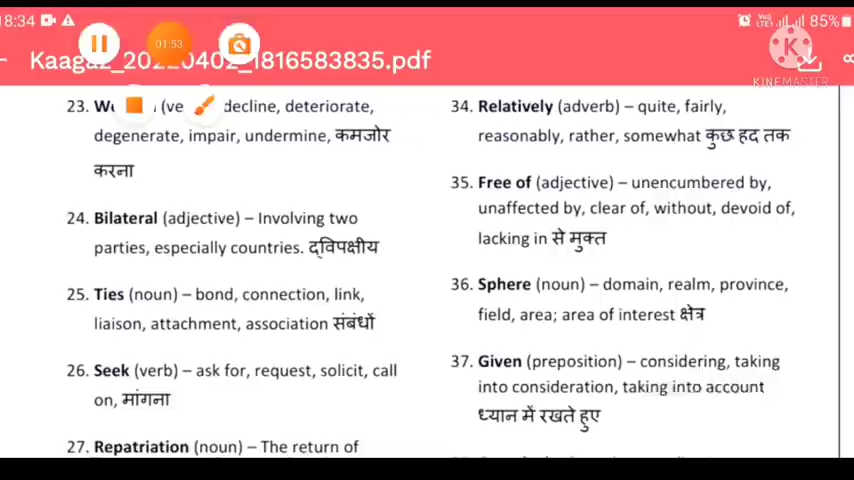 18:34
VoLTE1 85%
01:53
Kaagaz_20220402_1816583835.pdf
KINEMASTER
23. (ve decline, deteriorate,
degenerate, impair, undermine, कमजोर
करना
24. Bilateral (adjective) – Involving two
parties, especially countries. द्विपक्षीय
25. Ties (noun) – bond, connection, link,
liaison, attachment, association संबंधों
26. Seek (verb) – ask for, request, solicit, call
on, मांगना
27. Repatriation (noun) – The return of
34. Relatively (adverb) – quite, fairly,
reasonably, rather, somewhat कुछ हद तक
35. Free of (adjective) – unencumbered by,
unaffected by, clear of, without, devoid of,
lacking in से मुक्त
36. Sphere (noun) – domain, realm, province,
field, area; area of interest क्षेत्र
37. Given (preposition) – considering, taking
into consideration, taking into account
ध्यान में रखते हुए